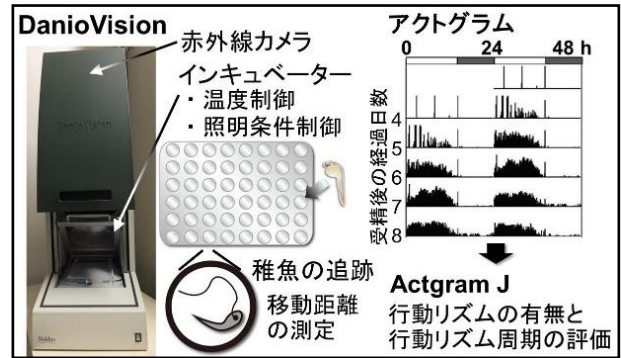 DanioVision
赤外線カメラ
インキュベーター
・温度制御
・照明条件制御
DanioVision
Noldus
稚魚の追跡
移動距離
の測定
アクトグラム
0 24 48 h
受精後の経過日数
4
5
6
7
8
Actgram J
行動リズムの有無と
行動リズム周期の評価